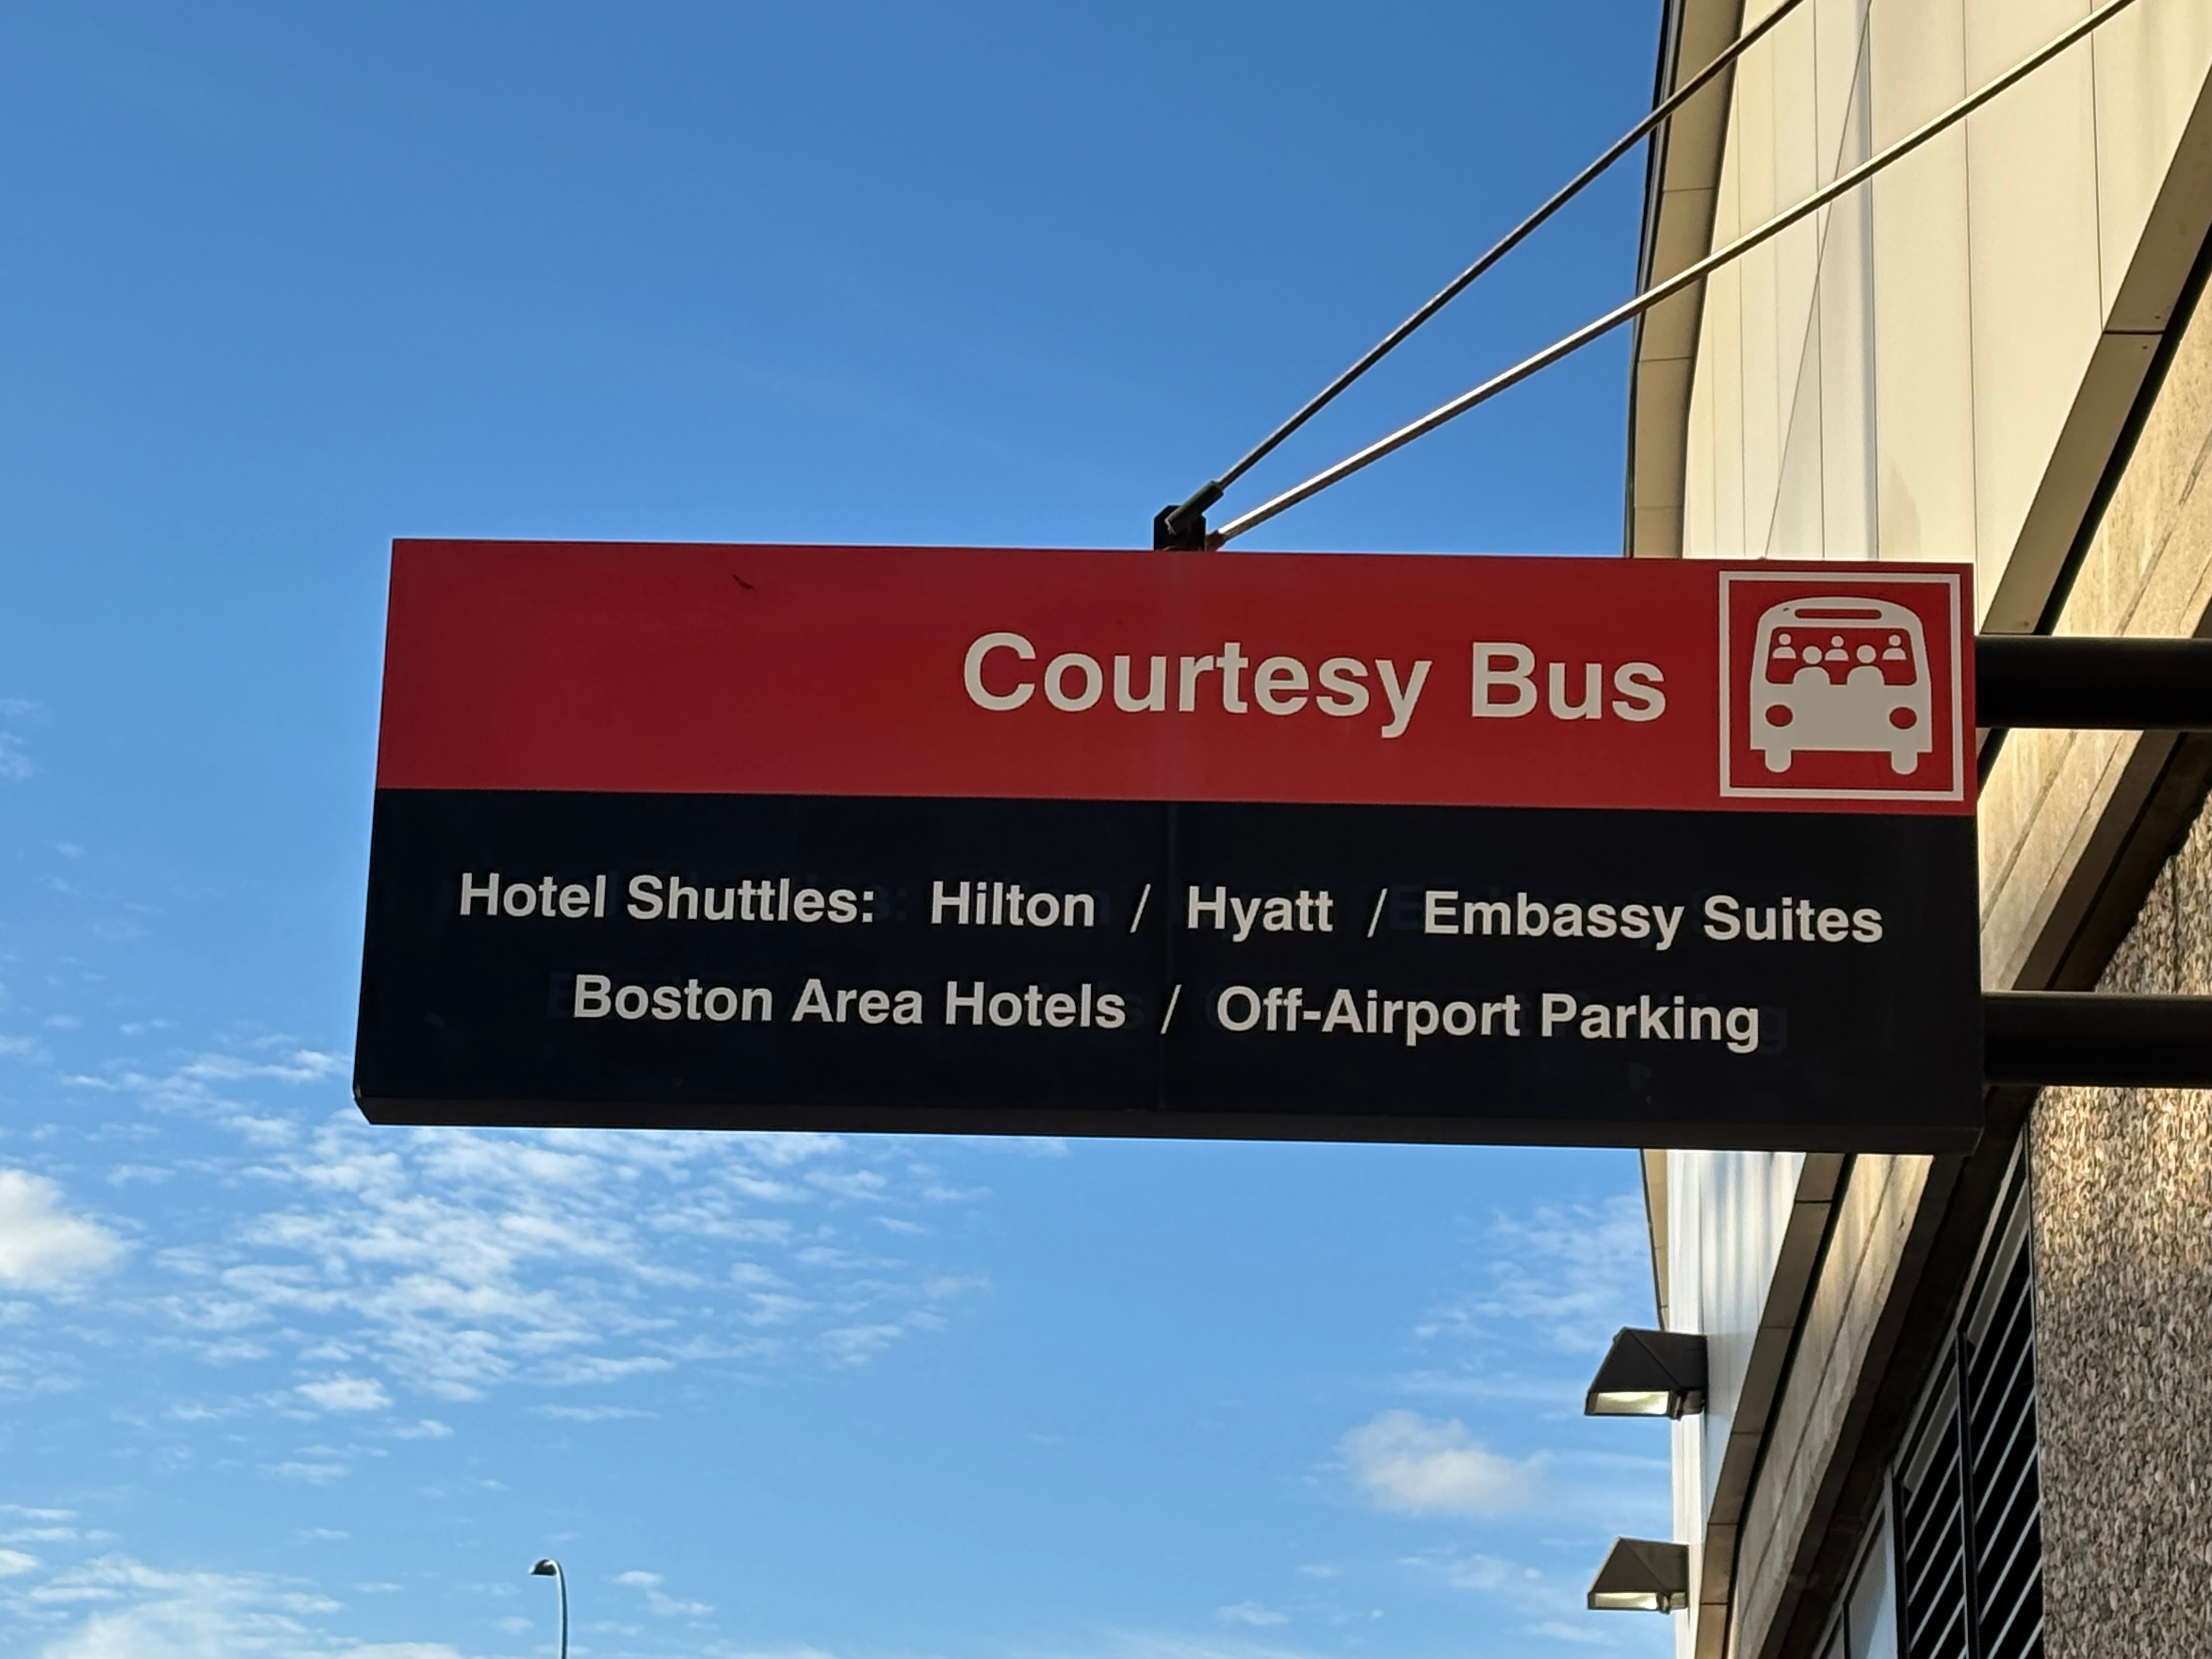 Courtesy Bus
Hotel Shuttles: Hilton / Hyatt / Embassy Suites
Boston Area Hotels / Off-Airport Parking